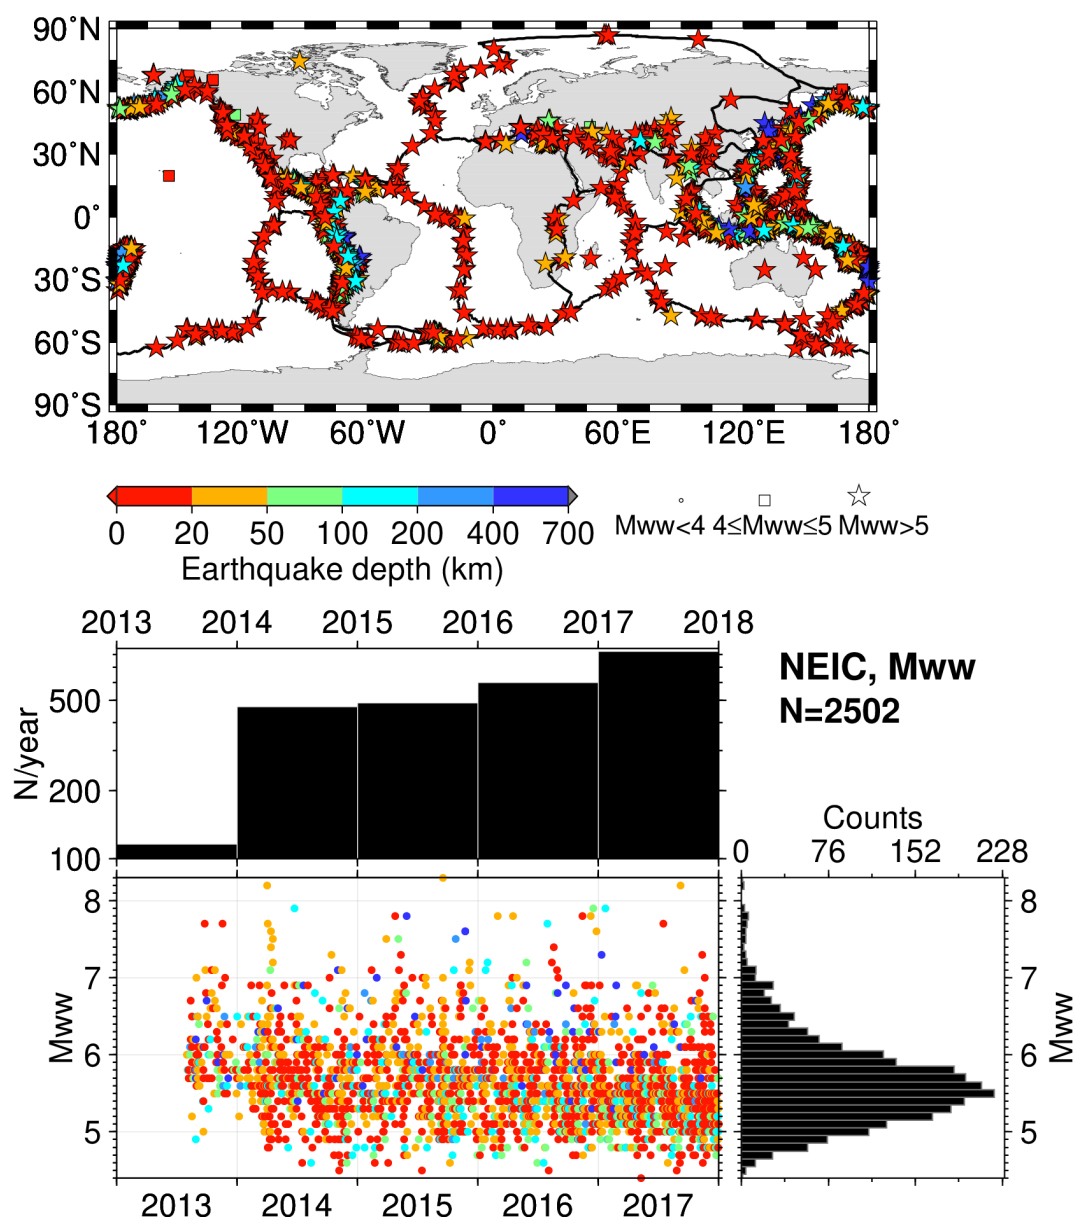 90˚N
60˚N
30˚N
0˚
30˚S
60˚S
90˚S
180˚ 120˚W 60˚W 0˚ 60˚E 120˚E 180˚
0 20 50 100 200 400 700
Earthquake depth (km)
Mww<4 4≤Mww≤5 Mww>5
2013 2014 2015 2016 2017 2018
NEIC, Mww
N=2502
500
200
100
N/year
Counts
0 76 152 228
8
7
6
5
Mww
8
7
6
5
Mww
2013 2014 2015 2016 2017